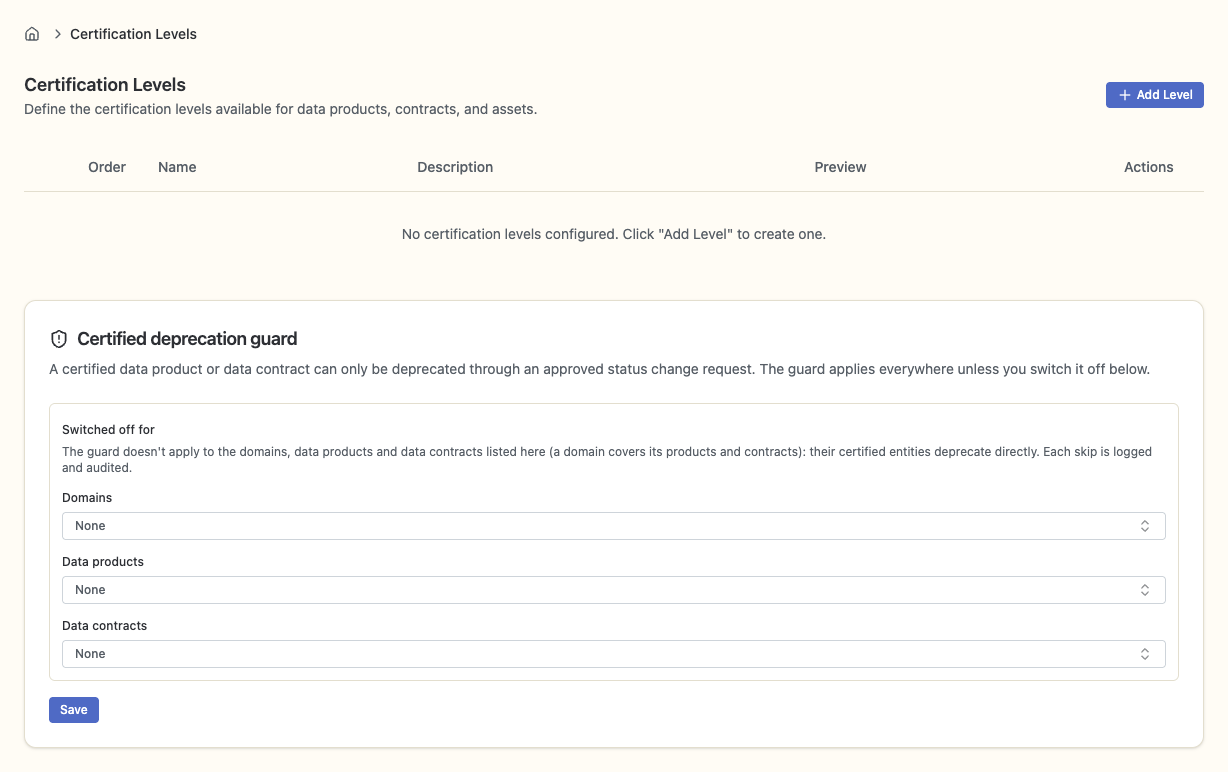 Certification Levels
Certification Levels
Define the certification levels available for data products, contracts, and assets.
Add Level
Order Name Description Preview Actions
No certification levels configured. Click "Add Level" to create one.
Certified deprecation guard
A certified data product or data contract can only be deprecated through an approved status change request. The guard applies everywhere unless you switch it off below.
Switched off for
The guard doesn't apply to the domains, data products and data contracts listed here (a domain covers its products and contracts): their certified entities deprecate directly. Each skip is logged
and audited.
Domains
None
Data products
None
Data contracts
None
Save